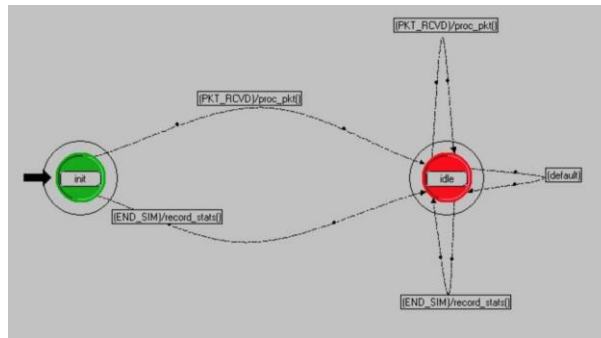 (PKT_RCVD)/proc_pkt()
(PKT_RCVD)/proc_pkt()
init
idle
(default)
(END_SIM)/record_stats()
(END_SIM)/record_stats()